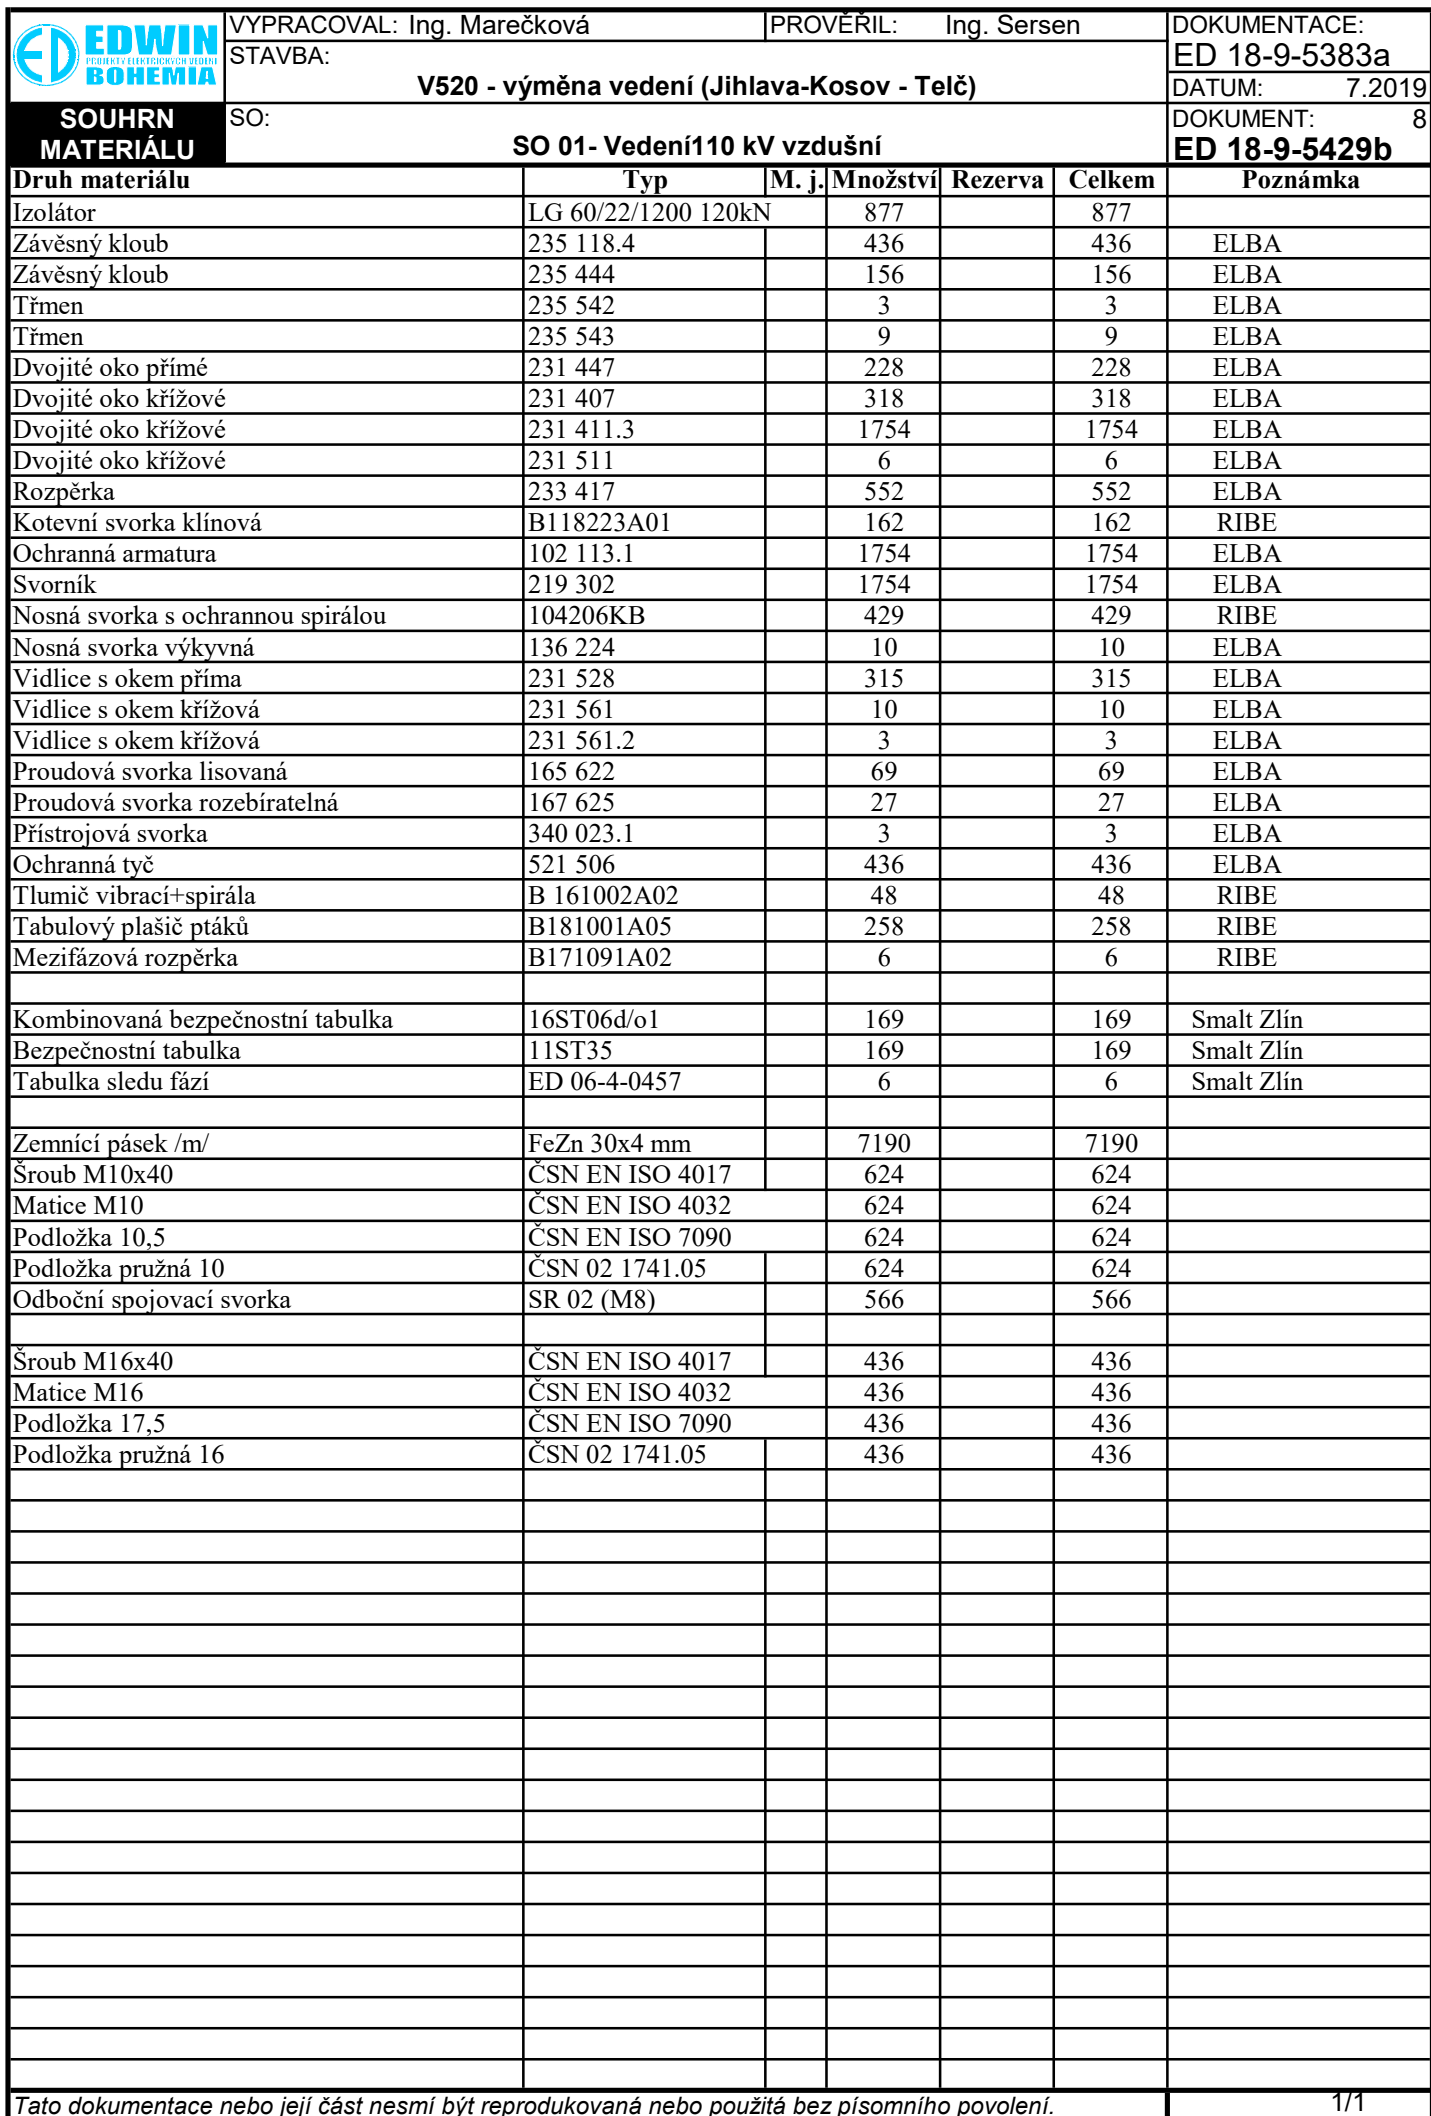 EDWIN
PROJEKTY ELEKTRICKÝCH VEDENÍ
BOHEMIA
VYPRACOVAL: Ing. Marečková PROVĚŘIL: Ing. Sersen DOKUMENTACE:
STAVBA: ED 18-9-5383a
V520 - výměna vedení (Jihlava-Kosov - Telč) DATUM: 7.2019
SOUHRN MATERIÁLU SO: DOKUMENT: 8
SO 01- Vedení110 kV vzdušní ED 18-9-5429b
Druh materiálu Typ M. j. Množství Rezerva Celkem Poznámka
Izolátor LG 60/22/1200 120kN 877 877
Závěsný kloub 235 118.4 436 436 ELBA
Závěsný kloub 235 444 156 156 ELBA
Třmen 235 542 3 3 ELBA
Třmen 235 543 9 9 ELBA
Dvojité oko přímé 231 447 228 228 ELBA
Dvojité oko křížové 231 407 318 318 ELBA
Dvojité oko křížové 231 411.3 1754 1754 ELBA
Dvojité oko křížové 231 511 6 6 ELBA
Rozpěrka 233 417 552 552 ELBA
Kotevní svorka klínová B118223A01 162 162 RIBE
Ochranná armatura 102 113.1 1754 1754 ELBA
Svorník 219 302 1754 1754 ELBA
Nosná svorka s ochrannou spirálou 104206KB 429 429 RIBE
Nosná svorka výkyvná 136 224 10 10 ELBA
Vidlice s okem příma 231 528 315 315 ELBA
Vidlice s okem křížová 231 561 10 10 ELBA
Vidlice s okem křížová 231 561.2 3 3 ELBA
Proudová svorka lisovaná 165 622 69 69 ELBA
Proudová svorka rozebíratelná 167 625 27 27 ELBA
Přístrojová svorka 340 023.1 3 3 ELBA
Ochranná tyč 521 506 436 436 ELBA
Tlumič vibrací+spirála B 161002A02 48 48 RIBE
Tabulový plašič ptáků B181001A05 258 258 RIBE
Mezifázová rozpěrka B171091A02 6 6 RIBE
Kombinovaná bezpečnostní tabulka 16ST06d/o1 169 169 Smalt Zlín
Bezpečnostní tabulka 11ST35 169 169 Smalt Zlín
Tabulka sledu fází ED 06-4-0457 6 6 Smalt Zlín
Zemnící pásek /m/ FeZn 30x4 mm 7190 7190
Šroub M10x40 ČSN EN ISO 4017 624 624
Matice M10 ČSN EN ISO 4032 624 624
Podložka 10,5 ČSN EN ISO 7090 624 624
Podložka pružná 10 ČSN 02 1741.05 624 624
Odboční spojovací svorka SR 02 (M8) 566 566
Šroub M16x40 ČSN EN ISO 4017 436 436
Matice M16 ČSN EN ISO 4032 436 436
Podložka 17,5 ČSN EN ISO 7090 436 436
Podložka pružná 16 ČSN 02 1741.05 436 436
Tato dokumentace nebo její část nesmí být reprodukovaná nebo použitá bez písomního povolení. 1/1